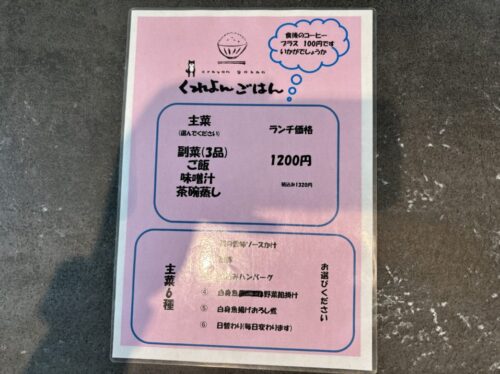 食後のコーヒー
プラス 100円です
いかがでしょうか
くれよんごはん
主菜
(選んでください)
ランチ価格
副菜(3品)
ご飯
味噌汁
茶碗蒸し
1200円
税込み1320円
主菜6種
お選びください
ソースかけ
ハンバーグ
④ 白身魚 野菜餡掛け
⑤ 白身魚揚げおろし煮
⑥ 日替わり(毎日変わります)